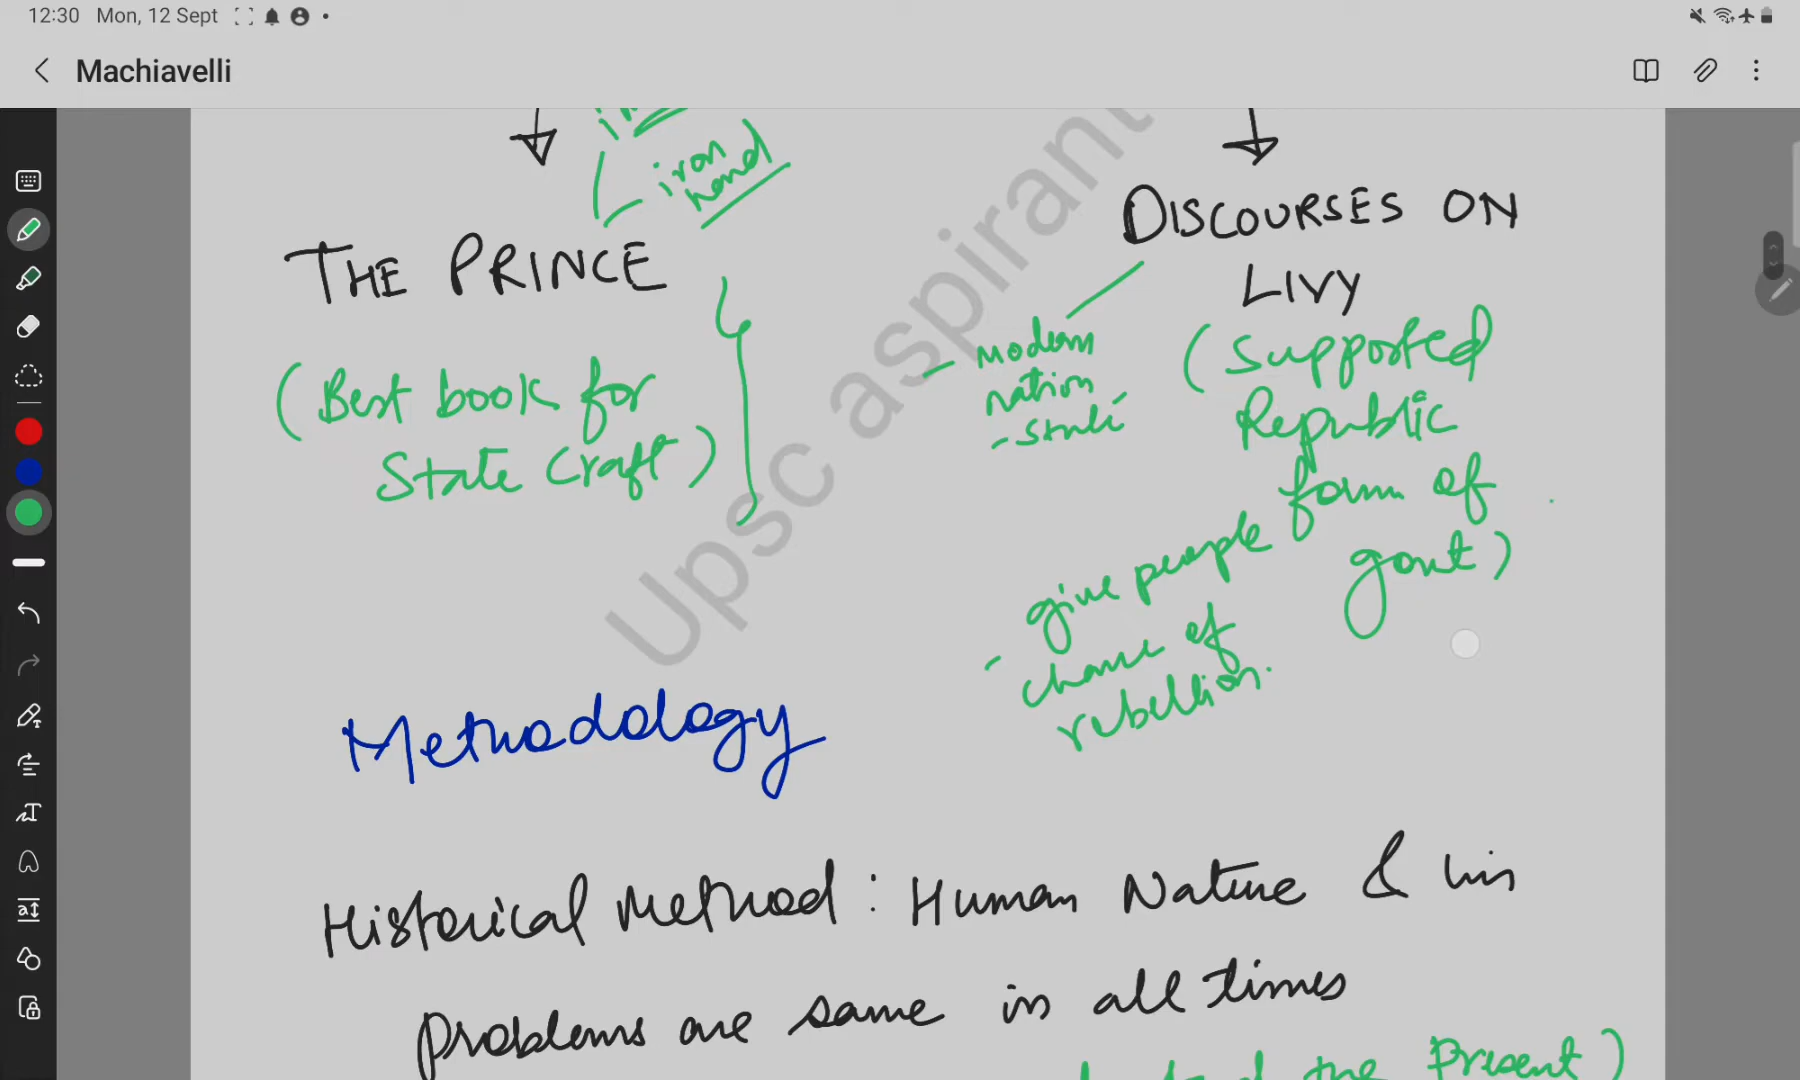 12:30 Mon, 12 Sept
Machiavelli
iron
hand
THE PRINCE
(Best book for
State Craft)
DISCOURSES ON
LIVY
- modern
nation
- state
(Supported
Republic
form of
govt)
- give people
chance of
rebellion.
Upsc aspirant
Methodology
Historical Method: Human Nature & his
problems are same in all times
the Present)